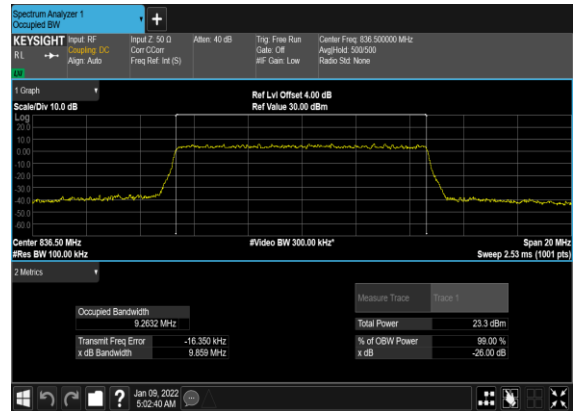 Spectrum Analyzer 1
Occupied BW
+
KEYSIGHT Input: RF Input Z: 50 Ω Atten: 40 dB Trig: Free Run Center Freq: 836.500000 MHz
RL Coupling: DC Corr CCorr Gate: Off Avg|Hold: 500/500
Align: Auto Freq Ref: Int (S) #IF Gain: Low Radio Std: None
LW
1 Graph
Ref Lvl Offset 4.00 dB
Scale/Div 10.0 dB Ref Value 30.00 dBm
Log
20.0
10.0
0.00
-10.0
-20.0
-30.0
-40.0
-50.0
-60.0
Center 836.50 MHz #Video BW 300.00 kHz* Span 20 MHz
#Res BW 100.00 kHz Sweep 2.53 ms (1001 pts)
2 Metrics
Measure Trace Trace 1
Occupied Bandwidth
9.2632 MHz Total Power 23.3 dBm
Transmit Freq Error -16.350 kHz % of OBW Power 99.00 %
x dB Bandwidth 9.859 MHz x dB -26.00 dB
? Jan 09, 2022
5:02:40 AM